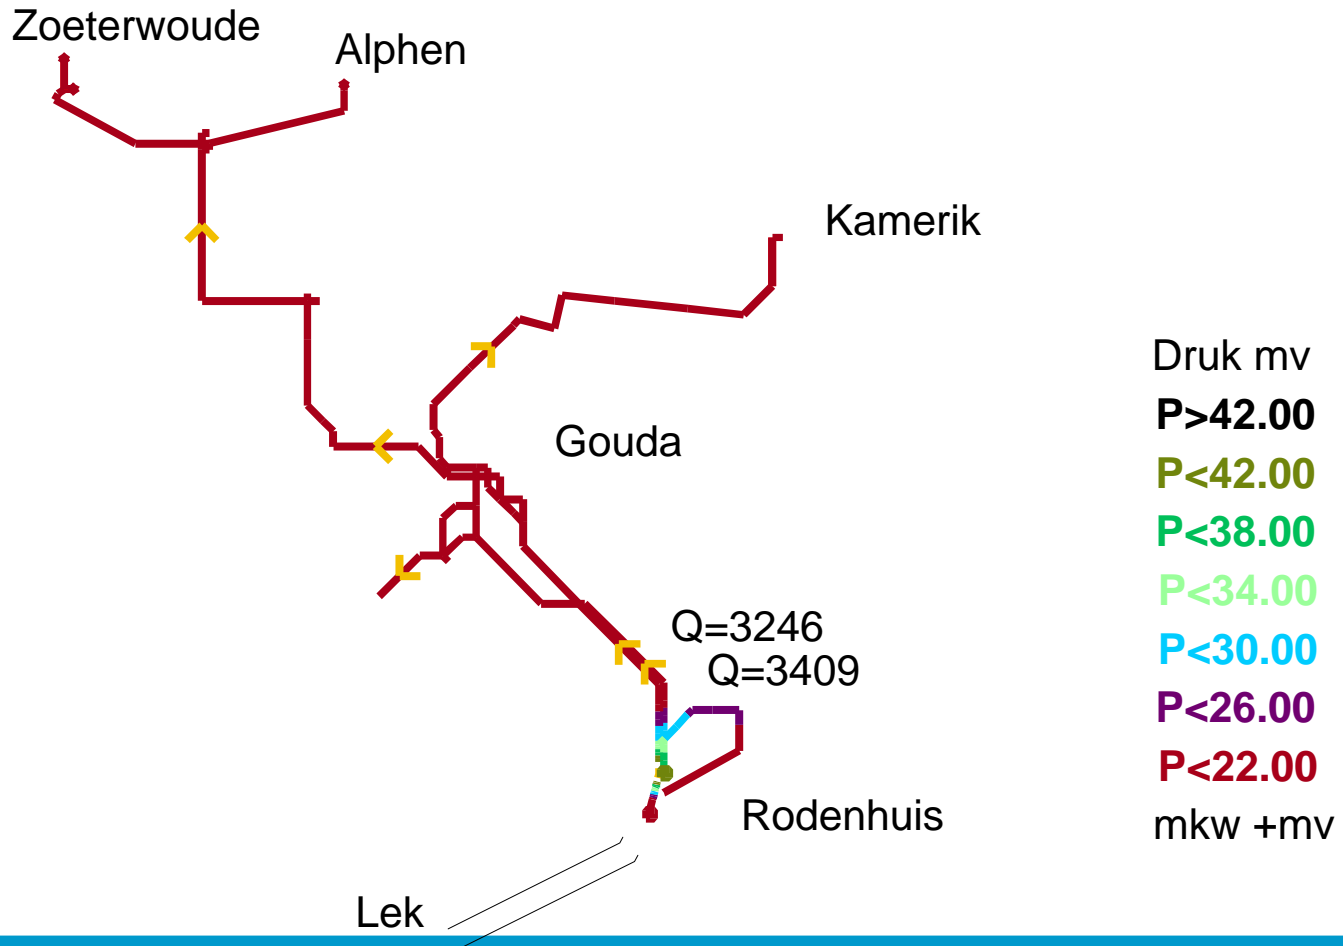 Zoeterwoude
Alphen
Kamerik
Gouda
Q=3246
Q=3409
Rodenhuis
Lek
Druk mv
P>42.00
P<42.00
P<38.00
P<34.00
P<30.00
P<26.00
P<22.00
mkw +mv